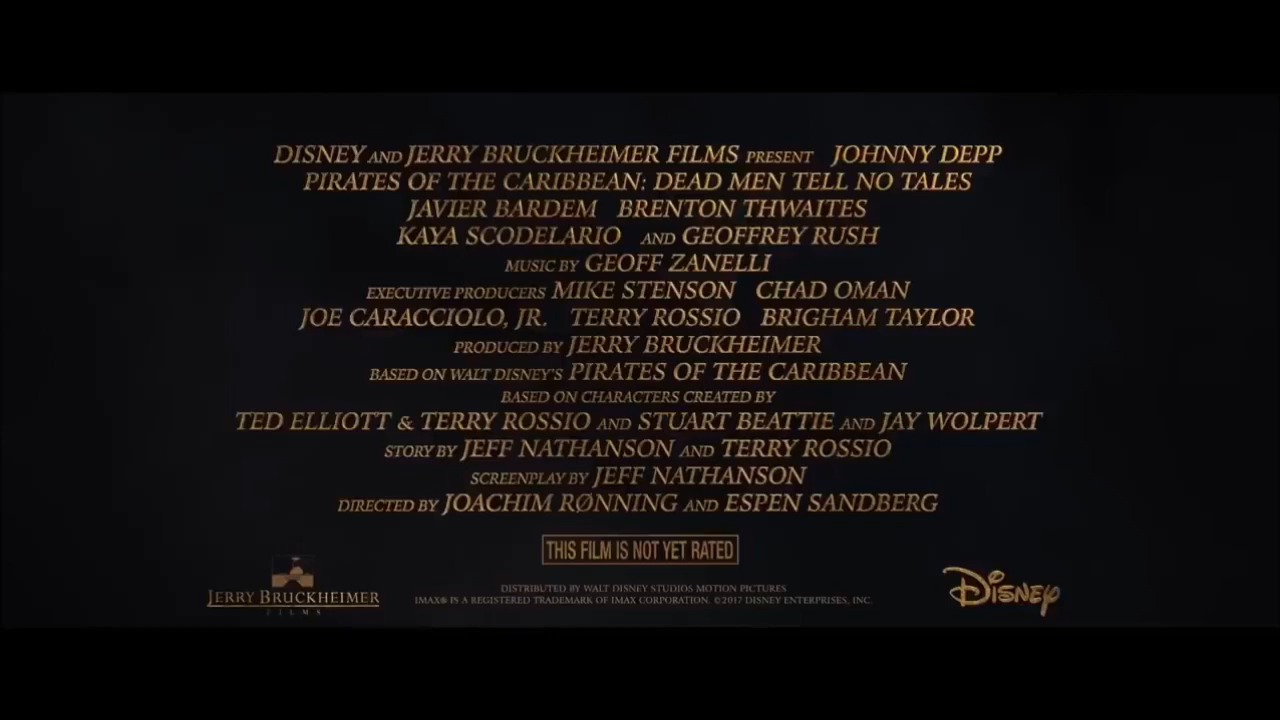 DISNEY AND JERRY BRUCKHEIMER FILMS PRESENT JOHNNY DEPP
PIRATES OF THE CARIBBEAN: DEAD MEN TELL NO TALES
JAVIER BARDEM BRENTON THWAITES
KAYA SCODELARIO AND GEOFFREY RUSH
MUSIC BY GEOFF ZANELLI
EXECUTIVE PRODUCERS MIKE STENSON CHAD OMAN
JOE CARACCIOLO, JR. TERRY ROSSIO BRIGHAM TAYLOR
PRODUCED BY JERRY BRUCKHEIMER
BASED ON WALT DISNEY'S PIRATES OF THE CARIBBEAN
BASED ON CHARACTERS CREATED BY
TED ELLIOTT & TERRY ROSSIO AND STUART BEATTIE AND JAY WOLPERT
STORY BY JEFF NATHANSON AND TERRY ROSSIO
SCREENPLAY BY JEFF NATHANSON
DIRECTED BY JOACHIM RØNNING AND ESPEN SANDBERG
THIS FILM IS NOT YET RATED
JERRY BRUCKHEIMER
FILMS
DISTRIBUTED BY WALT DISNEY STUDIOS MOTION PICTURES
IMAX® IS A REGISTERED TRADEMARK OF IMAX CORPORATION. ©2017 DISNEY ENTERPRISES, INC.
Disney